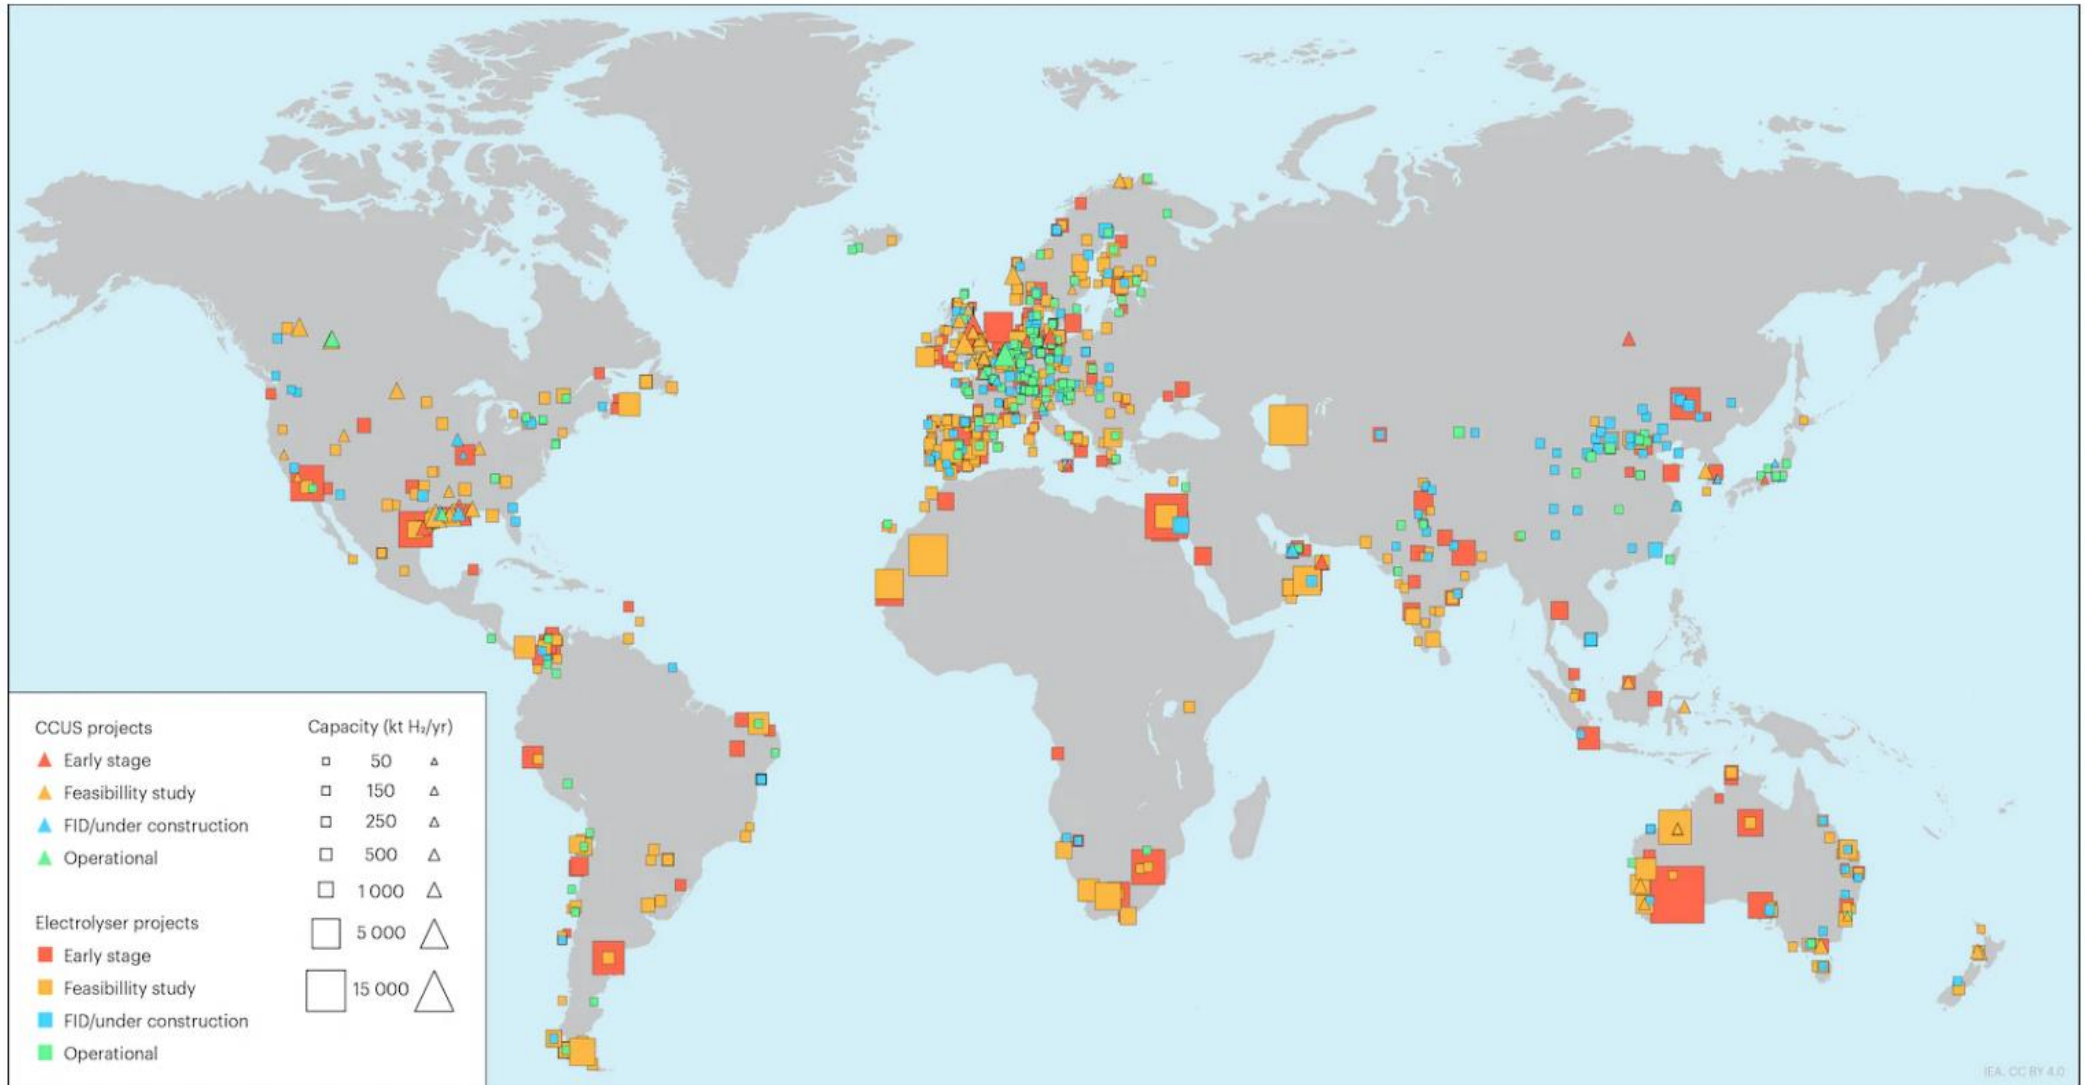 CCUS projects
Early stage
Feasibillity study
FID/under construction
Operational
Electrolyser projects
Early stage
Feasibillity study
FID/under construction
Operational
Capacity (kt H₂/yr)
50
150
250
500
1 000
5 000
15 000
IEA. CC BY 4.0